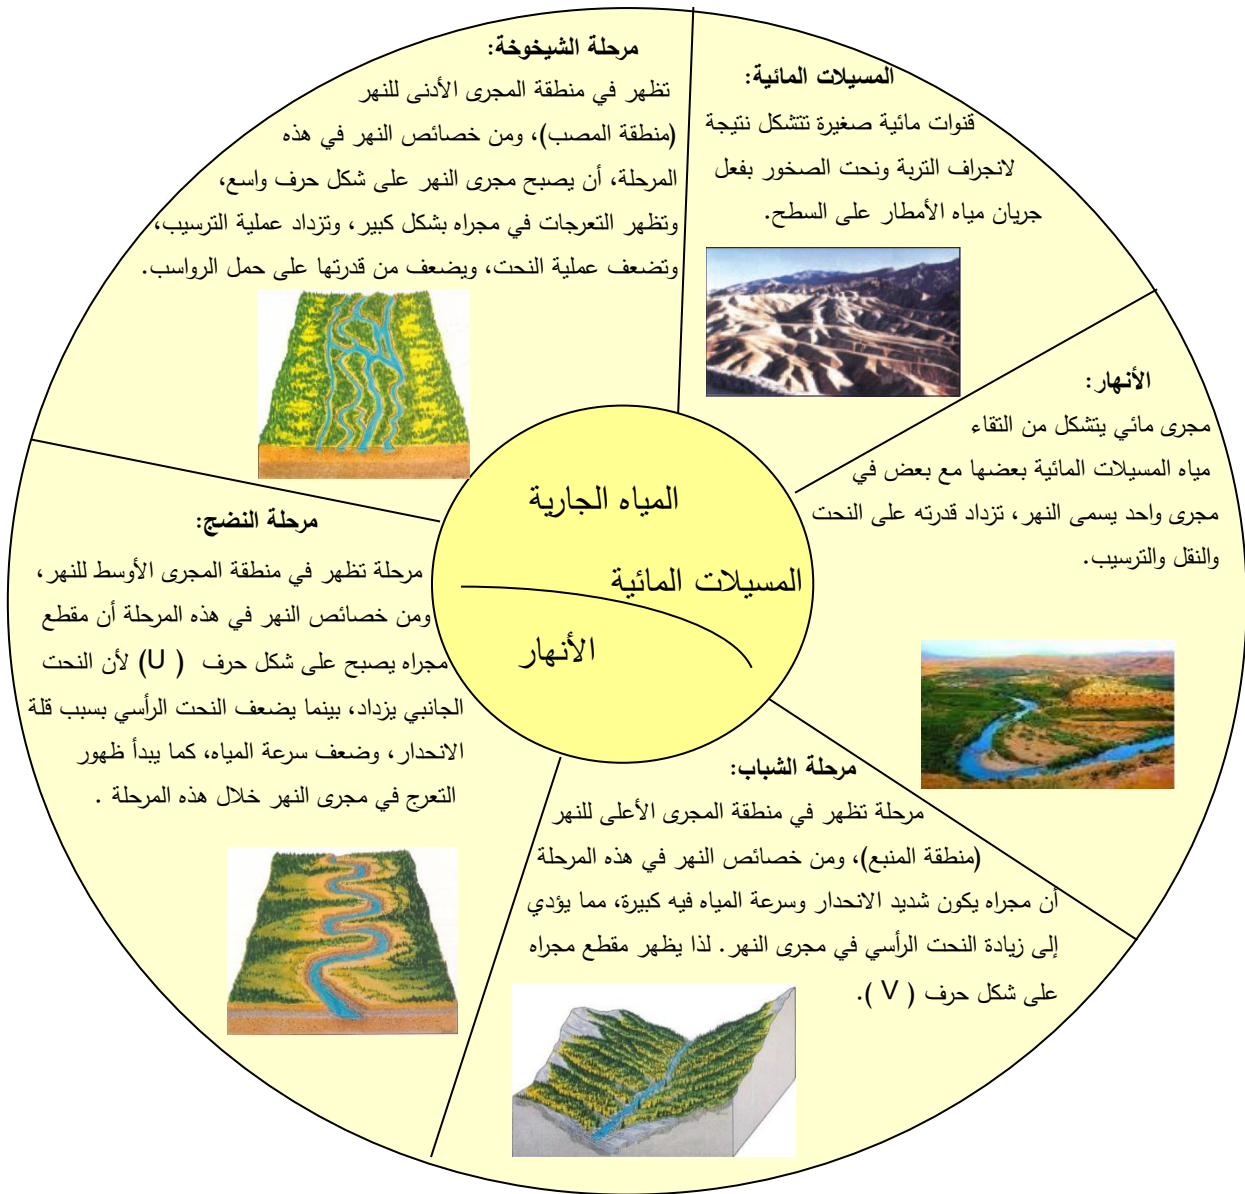 المياه الجارية
المسيلات المائية
الأنهار
المسيلات المائية:
قنوات مائية صغيرة تتشكل نتيجة
لانجراف التربة ونحت الصخور بفعل
جريان مياه الأمطار على السطح.
الأنهار:
مجرى مائي يتشكل من التقاء
مياه المسيلات المائية بعضها مع بعض في
مجرى واحد يسمى النهر، تزداد قدرته على النحت
والنقل والترسيب.
مرحلة الشباب:
مرحلة تظهر في منطقة المجرى الأعلى للنهر
(منطقة المنبع)، ومن خصائص النهر في هذه المرحلة
أن مجراه يكون شديد الانحدار وسرعة المياه فيه كبيرة، مما يؤدي
إلى زيادة النحت الرأسي في مجرى النهر. لذا يظهر مقطع مجراه
على شكل حرف ( V ).
مرحلة النضج:
مرحلة تظهر في منطقة المجرى الأوسط للنهر،
ومن خصائص النهر في هذه المرحلة أن مقطع
مجراه يصبح على شكل حرف ( U) لأن النحت
الجانبي يزداد، بينما يضعف النحت الرأسي بسبب قلة
الانحدار، وضعف سرعة المياه، كما يبدأ ظهور
التعرج في مجرى النهر خلال هذه المرحلة .
مرحلة الشيخوخة:
تظهر في منطقة المجرى الأدنى للنهر
(منطقة المصب)، ومن خصائص النهر في هذه
المرحلة، أن يصبح مجرى النهر على شكل حرف واسع،
وتظهر التعرجات في مجراه بشكل كبير، وتزداد عملية الترسيب،
وتضعف عملية النحت، ويضعف من قدرتها على حمل الرواسب.